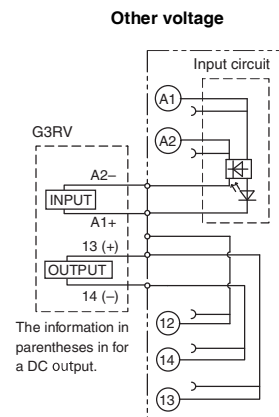 Other voltage
Input circuit
A1
A2
G3RV
A2–
INPUT
A1+
13 (+)
OUTPUT
14 (–)
The information in
parentheses in for
a DC output.
12
14
13